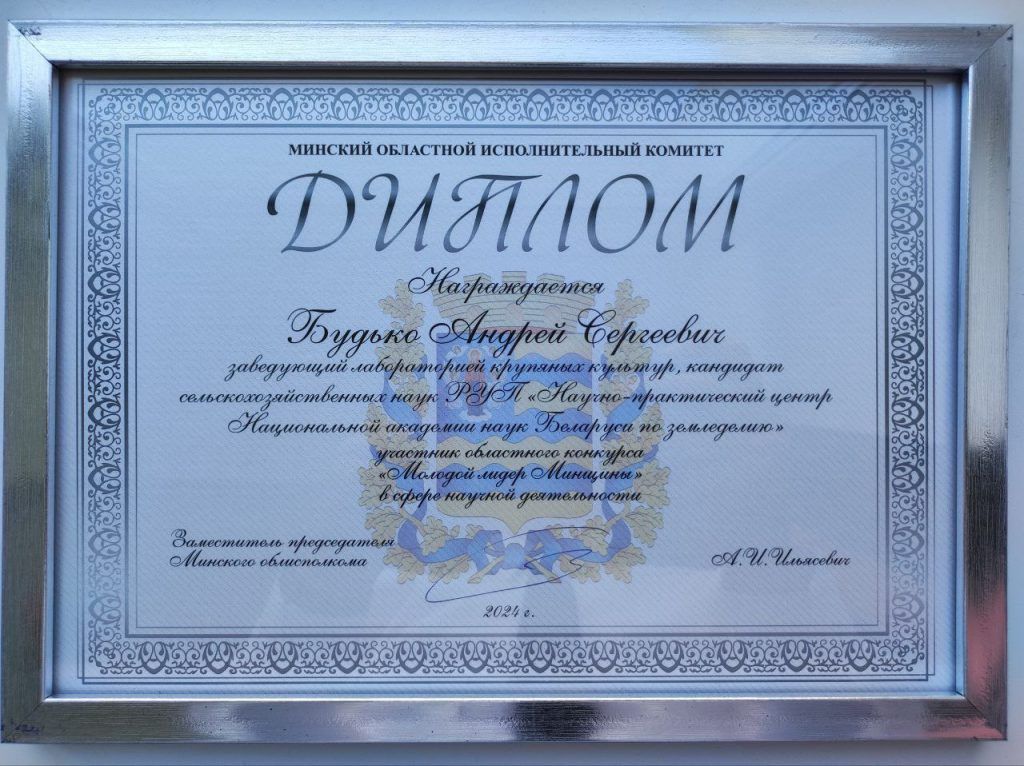 МИНСКИЙ ОБЛАСТНОЙ ИСПОЛНИТЕЛЬНЫЙ КОМИТЕТ
ДИПЛОМ
Награждается
Будько Андрей Сергеевич
заведующий лабораторией крупяных культур, кандидат
сельскохозяйственных наук РУП «Научно-практический центр
Национальной академии наук Беларуси по земледелию»
участник областного конкурса
«Молодой лидер Минщины»
в сфере научной деятельности
Заместитель председателя
Минского облисполкома
А.И.Ильясевич
2024 г.